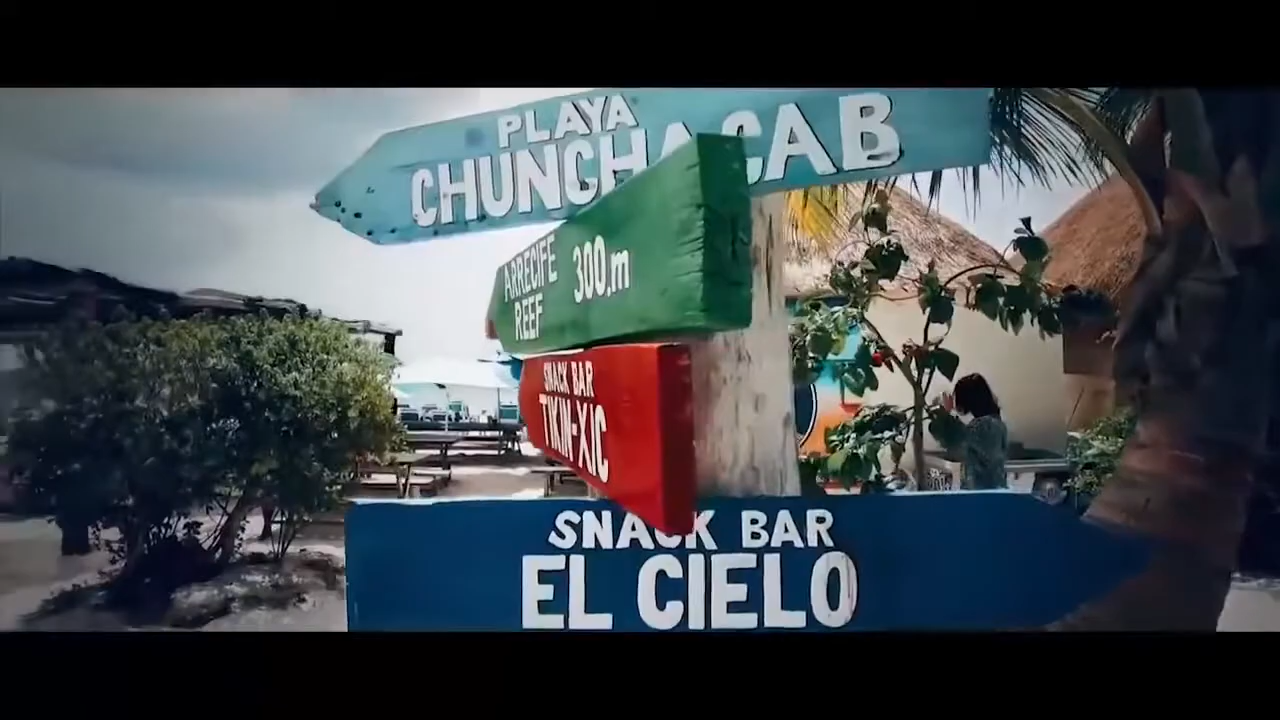 PLAYA
CHUNCHACAB
ARRECIFE
REEF
300,m
SNACK BAR
TIKIN-XIC
SNACK BAR
EL CIELO